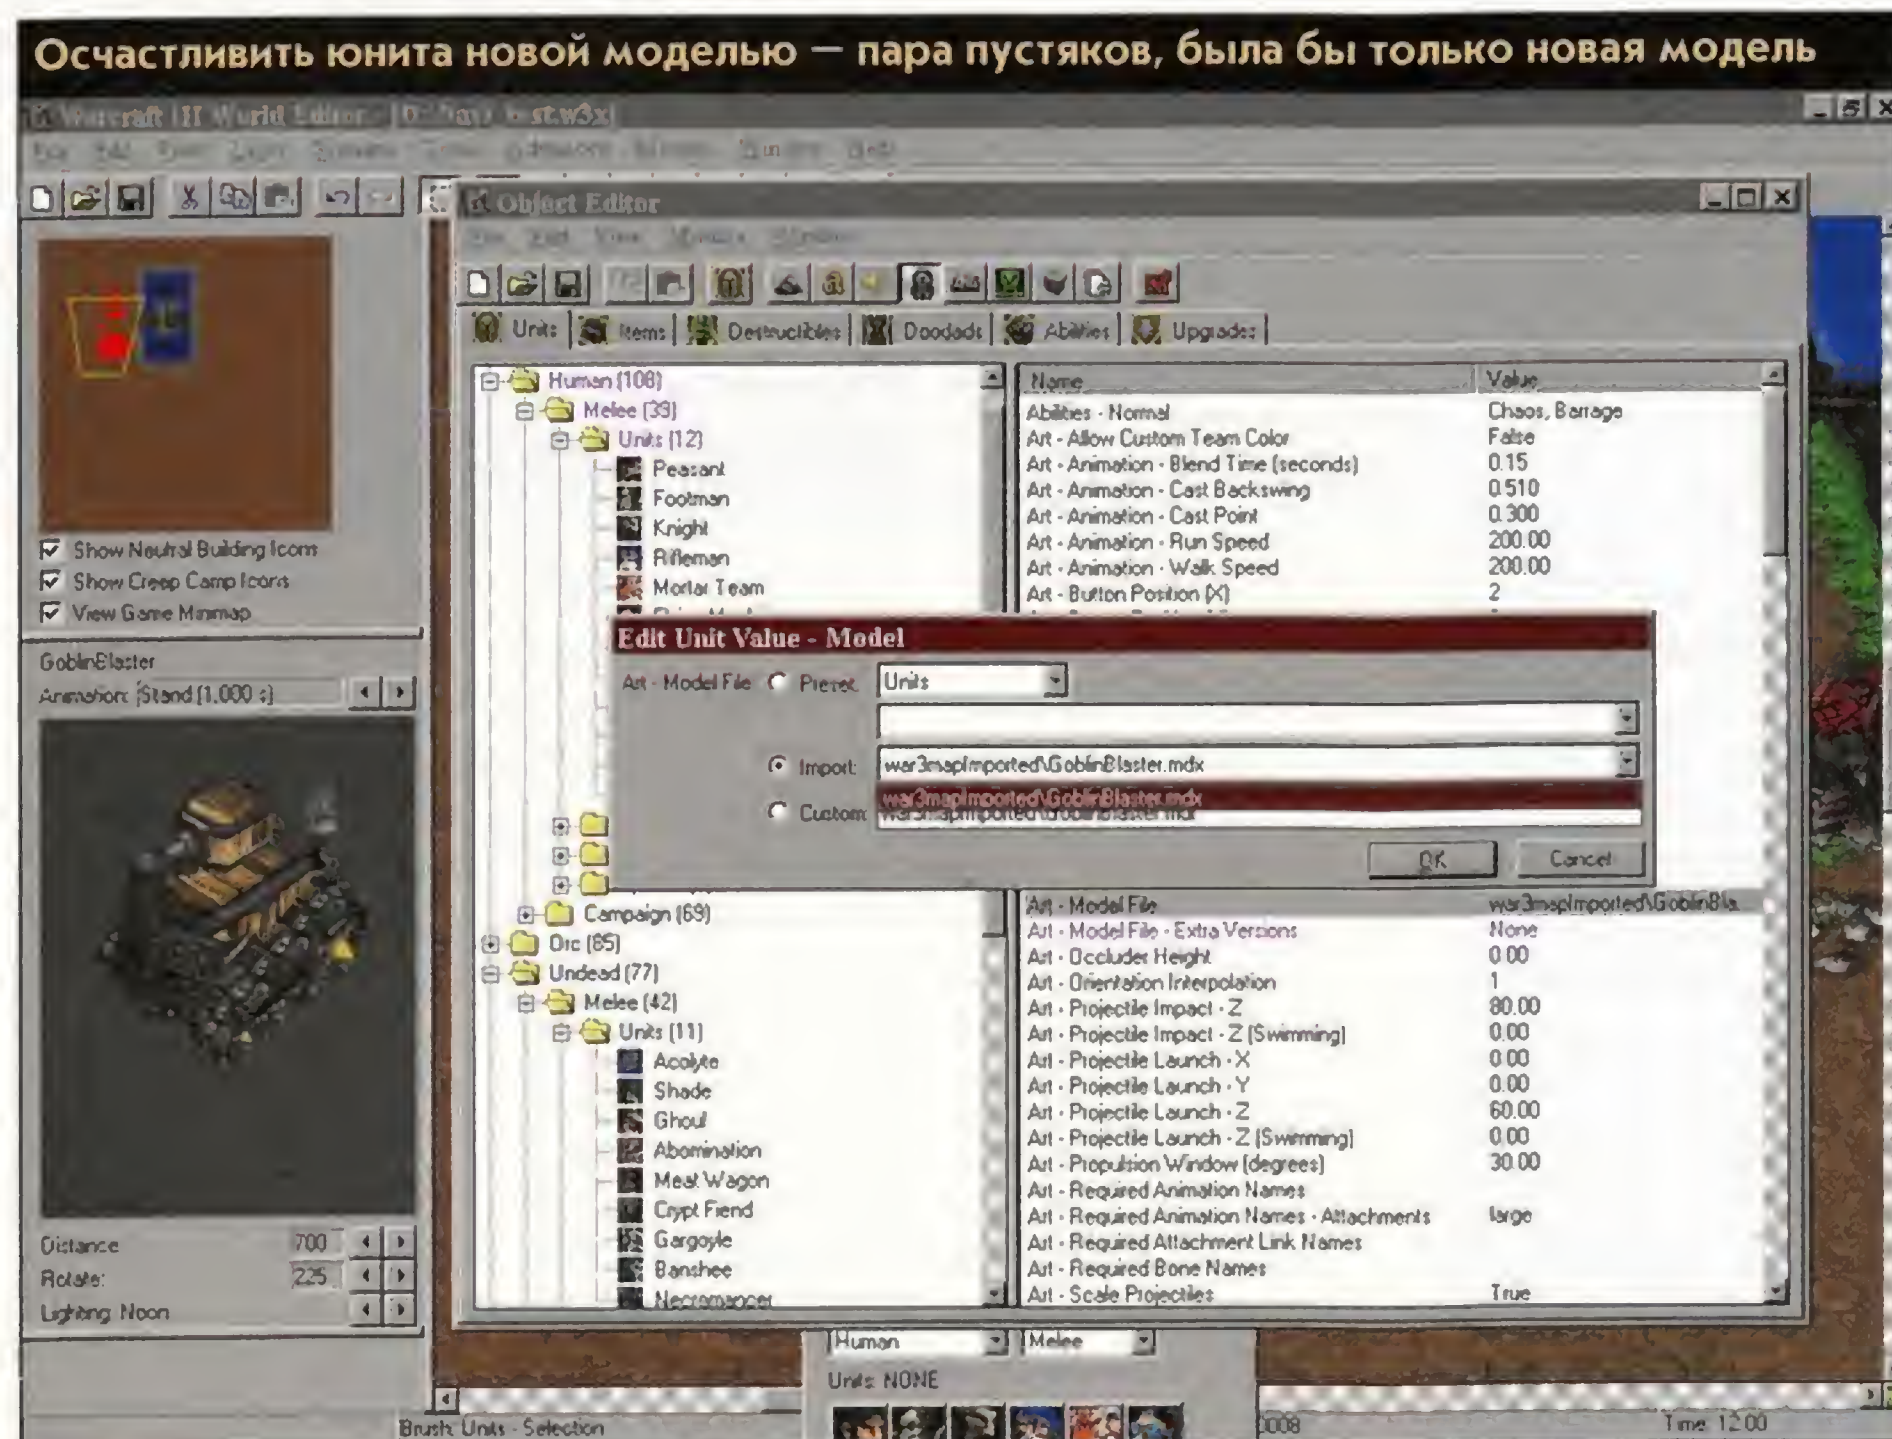 Осчастливить юнита новой моделью — пара пустяков, была бы только новая модель
Warcraft III World Editor
Object Editor
Units
Items
Destructibles
Doodads
Abilities
Upgrades
Show Neutral Building Icons
Show Creep Camp Icons
View Game Minimap
GoblinBlaster
Animation: Stand (1.000 s)
Distance 700
Rotate: 225
Lighting: Noon
Human (108)
Melee (39)
Units (12)
Peasant
Footman
Knight
Rifleman
Mortar Team
Campaign (69)
Orc (85)
Undead (77)
Melee (42)
Units (11)
Acolyte
Shade
Ghoul
Abomination
Meat Wagon
Crypt Fiend
Gargoyle
Banshee
Necromancer
Name Value
Abilities - Normal Chaos, Barrage
Art - Allow Custom Team Color False
Art - Animation - Blend Time (seconds) 0.15
Art - Animation - Cast Backswing 0.510
Art - Animation - Cast Point 0.300
Art - Animation - Run Speed 200.00
Art - Animation - Walk Speed 200.00
Art - Button Position (X) 2
Edit Unit Value - Model
Art - Model File Preset: Units
Import: war3mapImported\GoblinBlaster.mdx
war3mapImported\GoblinBlaster.mdx
Custom: war3mapImported\GoblinBlaster.mdx
OK Cancel
Art - Model File war3mapImported\GoblinBla...
Art - Model File - Extra Versions None
Art - Occluder Height 0.00
Art - Orientation Interpolation 1
Art - Projectile Impact - Z 80.00
Art - Projectile Impact - Z (Swimming) 0.00
Art - Projectile Launch - X 0.00
Art - Projectile Launch - Y 0.00
Art - Projectile Launch - Z 60.00
Art - Projectile Launch - Z (Swimming) 0.00
Art - Propulsion Window (degrees) 30.00
Art - Required Animation Names
Art - Required Animation Names - Attachments large
Art - Required Attachment Link Names
Art - Required Bone Names
Art - Scale Projectiles True
Human Melee
Units: NONE
Brush: Units - Selection
Time: 12:00